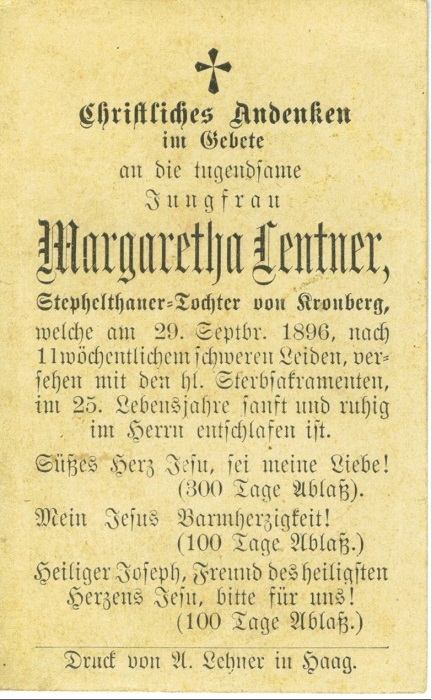 Christliches Andenken
im Gebete
an die tugendsame
Jungfrau
Margaretha Lentner,
Stephelthaner-Tochter von Kronberg,
welche am 29. Septbr. 1896, nach
11wöchentlichem schweren Leiden, ver-
sehen mit den hl. Sterbsakramenten,
im 25. Lebensjahre sanft und ruhig
im Herrn entschlafen ist.
Süßes Herz Jesu, sei meine Liebe!
(300 Tage Ablaß).
Mein Jesus Barmherzigkeit!
(100 Tage Ablaß.)
Heiliger Joseph, Freund des heiligsten
Herzens Jesu, bitte für uns!
(100 Tage Ablaß.)
Druck von A. Lehner in Haag.